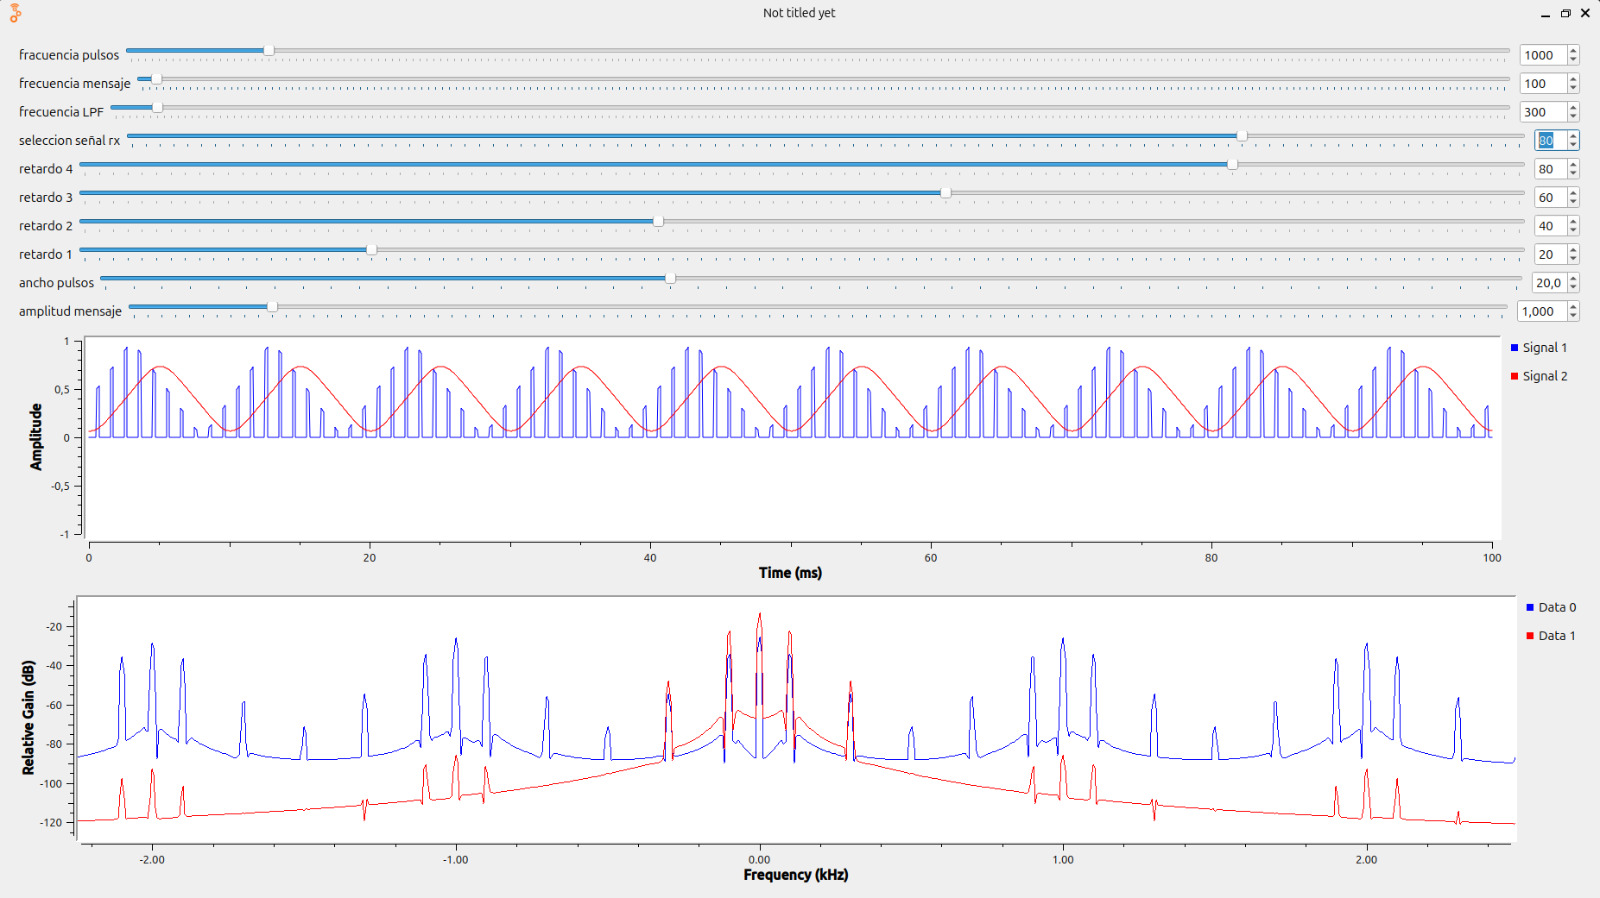 Not titled yet
fracuencia pulsos 1000
frecuencia mensaje 100
frecuencia LPF 300
seleccion señal rx 80
retardo 4 80
retardo 3 60
retardo 2 40
retardo 1 20
ancho pulsos 20,0
amplitud mensaje 1,000
1
0,5
0
-0,5
-1
Amplitude
0 20 40 60 80 100
Time (ms)
Signal 1
Signal 2
-20
-40
-60
-80
-100
-120
Relative Gain (dB)
-2.00 -1.00 0.00 1.00 2.00
Frequency (kHz)
Data 0
Data 1